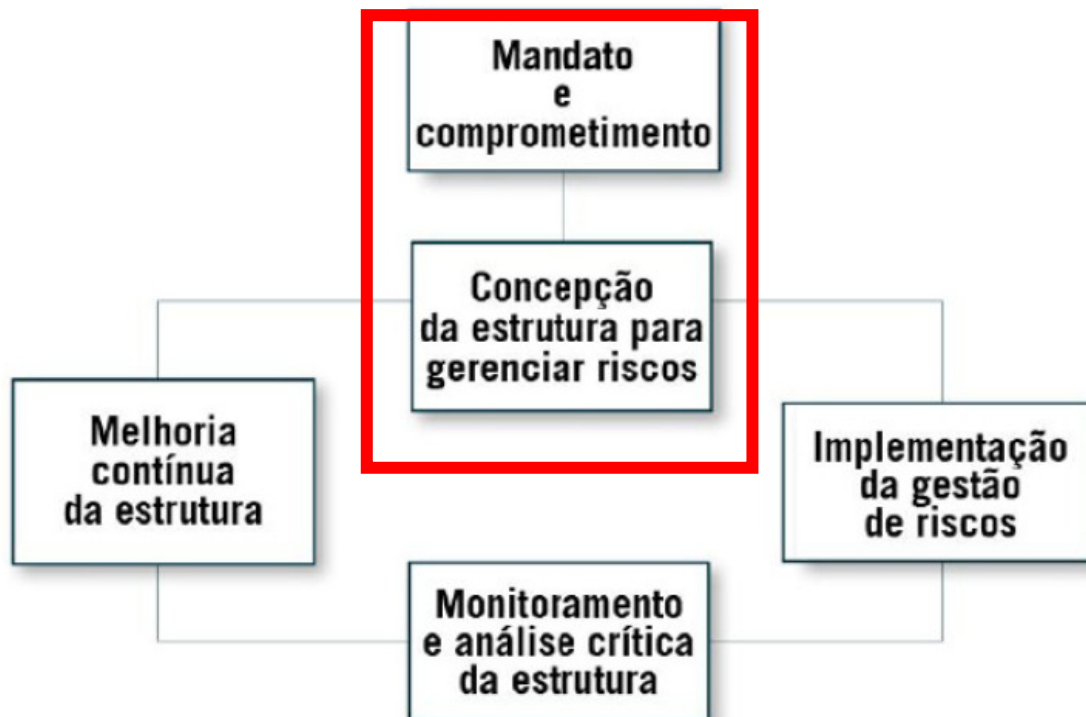 Mandato
e
comprometimento
Concepção
da estrutura para
gerenciar riscos
Melhoria
contínua
da estrutura
Implementação
da gestão
de riscos
Monitoramento
e análise crítica
da estrutura